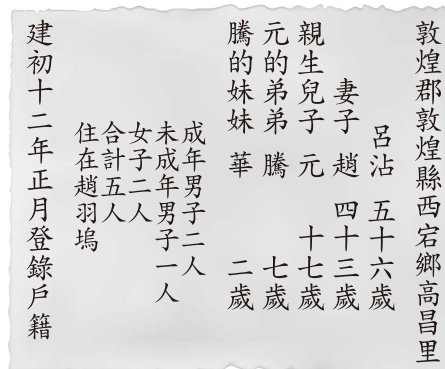 敦煌郡敦煌縣西宕鄉高昌里
呂沾 五十六歲
妻子 趙 四十三歲
親生兒子 元 十七歲
元的弟弟 騰 七歲
騰的妹妹 華 二歲
成年男子二人
未成年男子一人
女子二人
合計五人
住在趙羽塢
建初十二年正月登錄戶籍